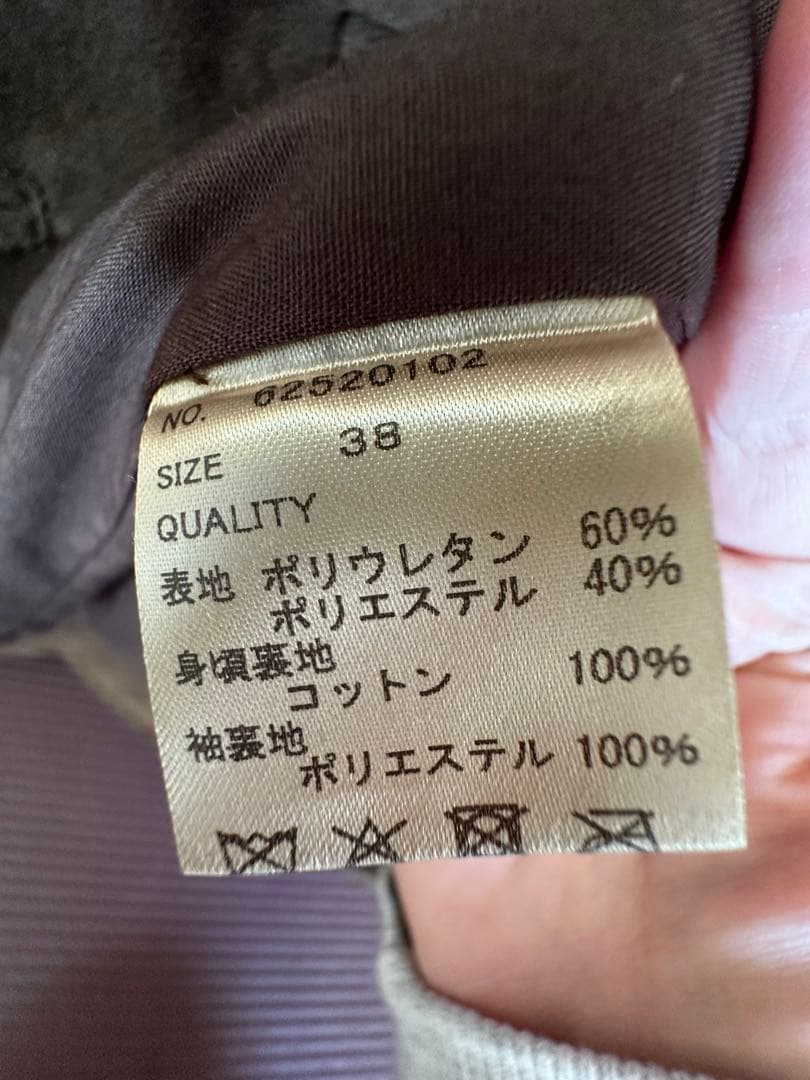 NO. 62520102
SIZE 38
QUALITY
表地 ポリウレタン 60%
ポリエステル 40%
身頃裏地
コットン 100%
袖裏地
ポリエステル 100%